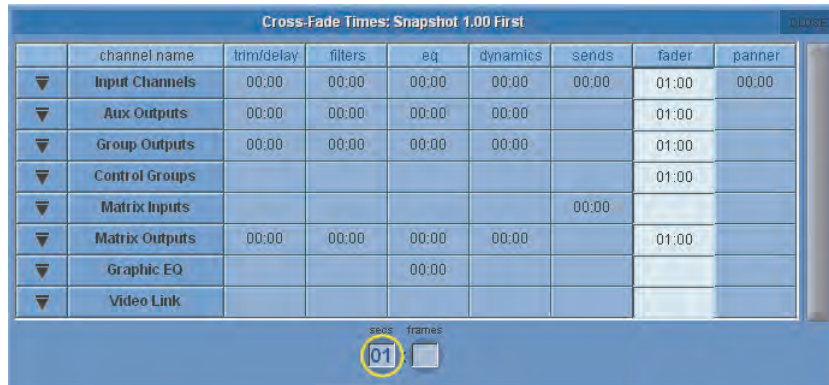 Cross-Fade Times: Snapshot 1.00 First CLOSE
channel name trim/delay filters eq dynamics sends fader panner
Input Channels 00:00 00:00 00:00 00:00 00:00 01:00 00:00
Aux Outputs 00:00 00:00 00:00 00:00 01:00
Group Outputs 00:00 00:00 00:00 00:00 01:00
Control Groups 01:00
Matrix Inputs 00:00
Matrix Outputs 00:00 00:00 00:00 00:00 01:00
Graphic EQ 00:00
Video Link
secs frames
01 :